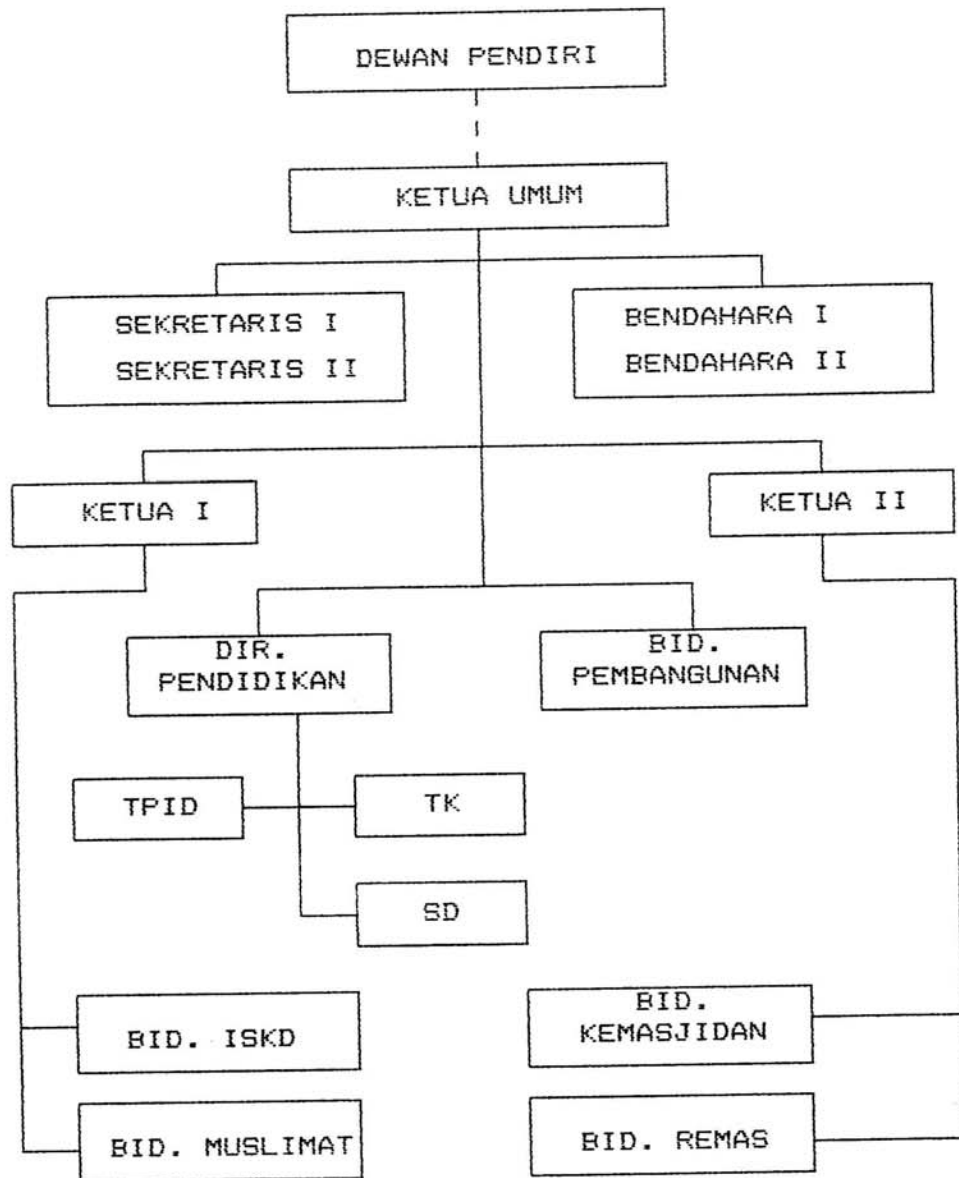 DEWAN PENDIRI
KETUA UMUM
SEKRETARIS I
SEKRETARIS II
BENDAHARA I
BENDAHARA II
KETUA I
KETUA II
DIR.
PENDIDIKAN
BID.
PEMBANGUNAN
TPID
TK
SD
BID. ISKD
BID.
KEMASJIDAN
BID. MUSLIMAT
BID. REMAS